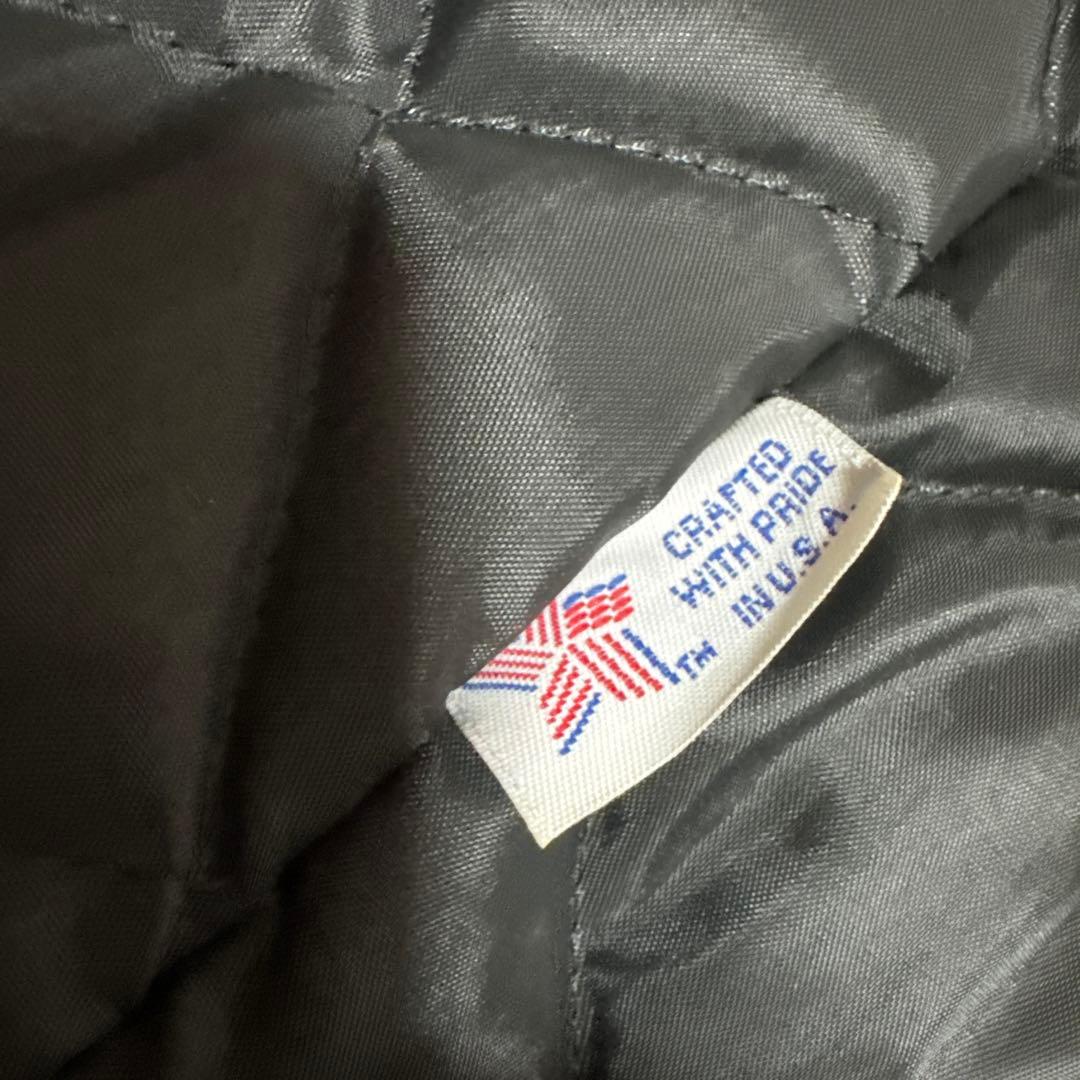 CRAFTED
WITH PRIDE
IN U.S.A.
TM